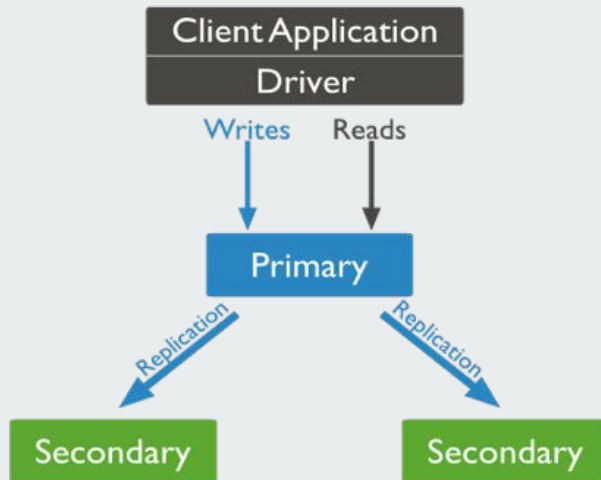 Client Application
Driver
Writes Reads
Primary
Replication Replication
Secondary Secondary